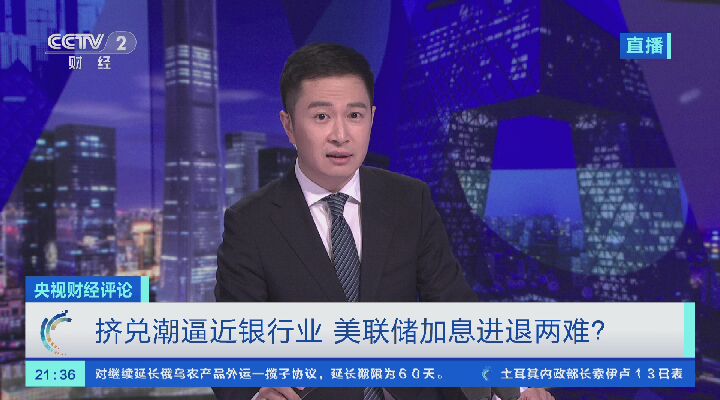 CCTV 2
财经
直播
央视财经评论
挤兑潮逼近银行业 美联储加息进退两难?
21:36 对继续延长俄乌农产品外运一揽子协议，延长期限为60天。 土耳其内政部长索伊卢13日表